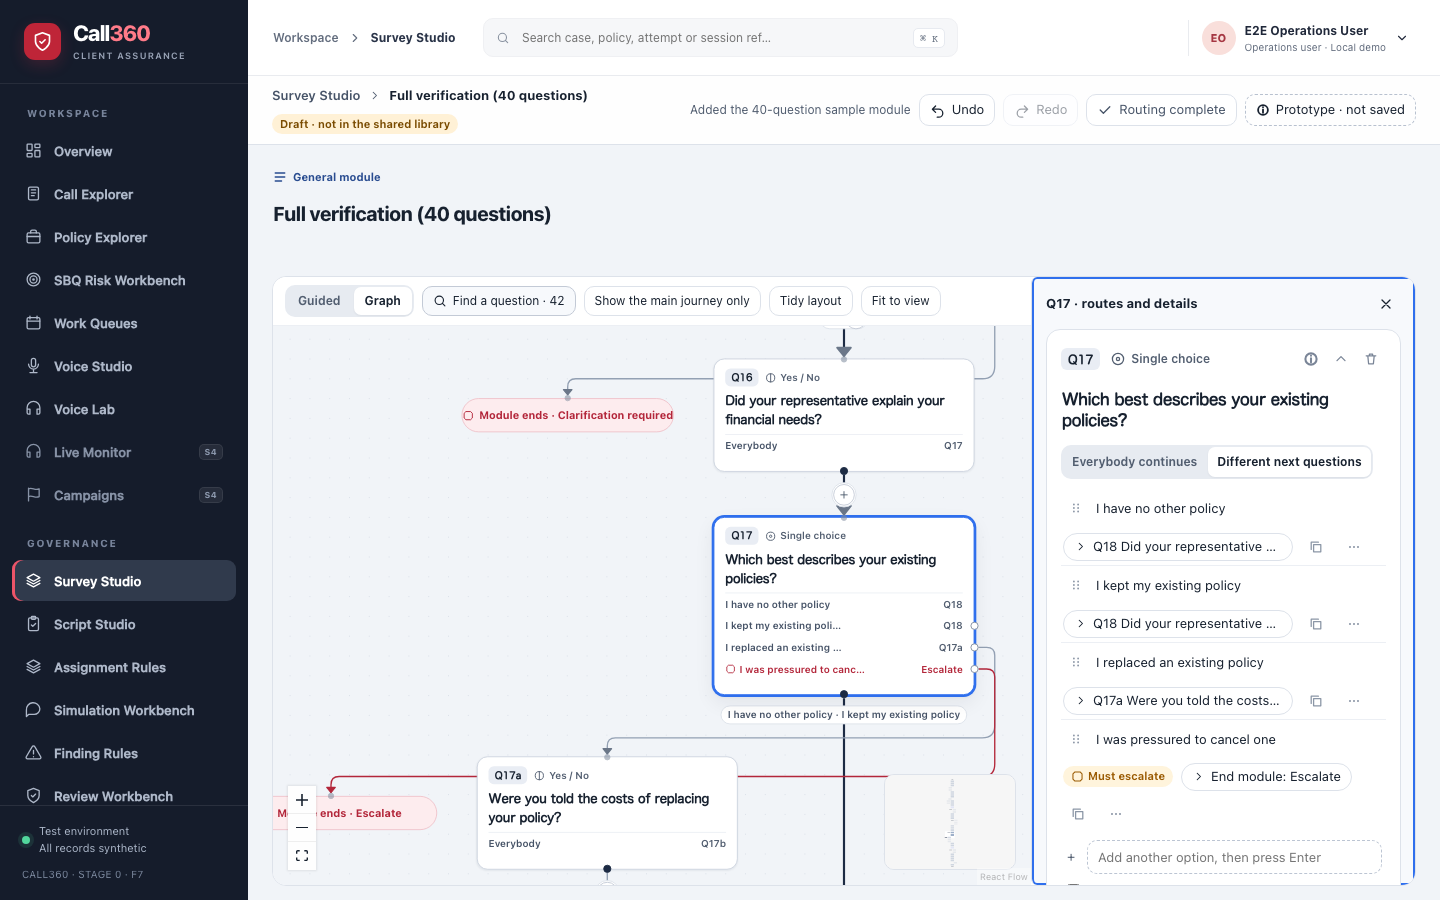 Call360
CLIENT ASSURANCE
WORKSPACE
Overview
Call Explorer
Policy Explorer
SBQ Risk Workbench
Work Queues
Voice Studio
Voice Lab
Live Monitor S4
Campaigns S4
GOVERNANCE
Survey Studio
Script Studio
Assignment Rules
Simulation Workbench
Finding Rules
Review Workbench
Test environment
All records synthetic
CALL360 · STAGE 0 · F7
Workspace > Survey Studio
Search case, policy, attempt or session ref...
⌘ K
EO
E2E Operations User
Operations user · Local demo
Survey Studio > Full verification (40 questions)
Draft · not in the shared library
Added the 40-question sample module
Undo
Redo
Routing complete
Prototype · not saved
General module
Full verification (40 questions)
Guided
Graph
Find a question · 42
Show the main journey only
Tidy layout
Fit to view
Q16 Yes / No
Did your representative explain your
financial needs?
Everybody Q17
Module ends · Clarification required
Q17 Single choice
Which best describes your existing
policies?
I have no other policy Q18
I kept my existing poli... Q18
I replaced an existing ... Q17a
I was pressured to canc... Escalate
I have no other policy · I kept my existing policy
Q17a Yes / No
Were you told the costs of replacing
your policy?
Everybody Q17b
ends · Escalate
React Flow
Q17 · routes and details
Q17 Single choice
Which best describes your existing
policies?
Everybody continues
Different next questions
I have no other policy
Q18 Did your representative ...
I kept my existing policy
Q18 Did your representative ...
I replaced an existing policy
Q17a Were you told the costs...
I was pressured to cancel one
Must escalate
End module: Escalate
Add another option, then press Enter